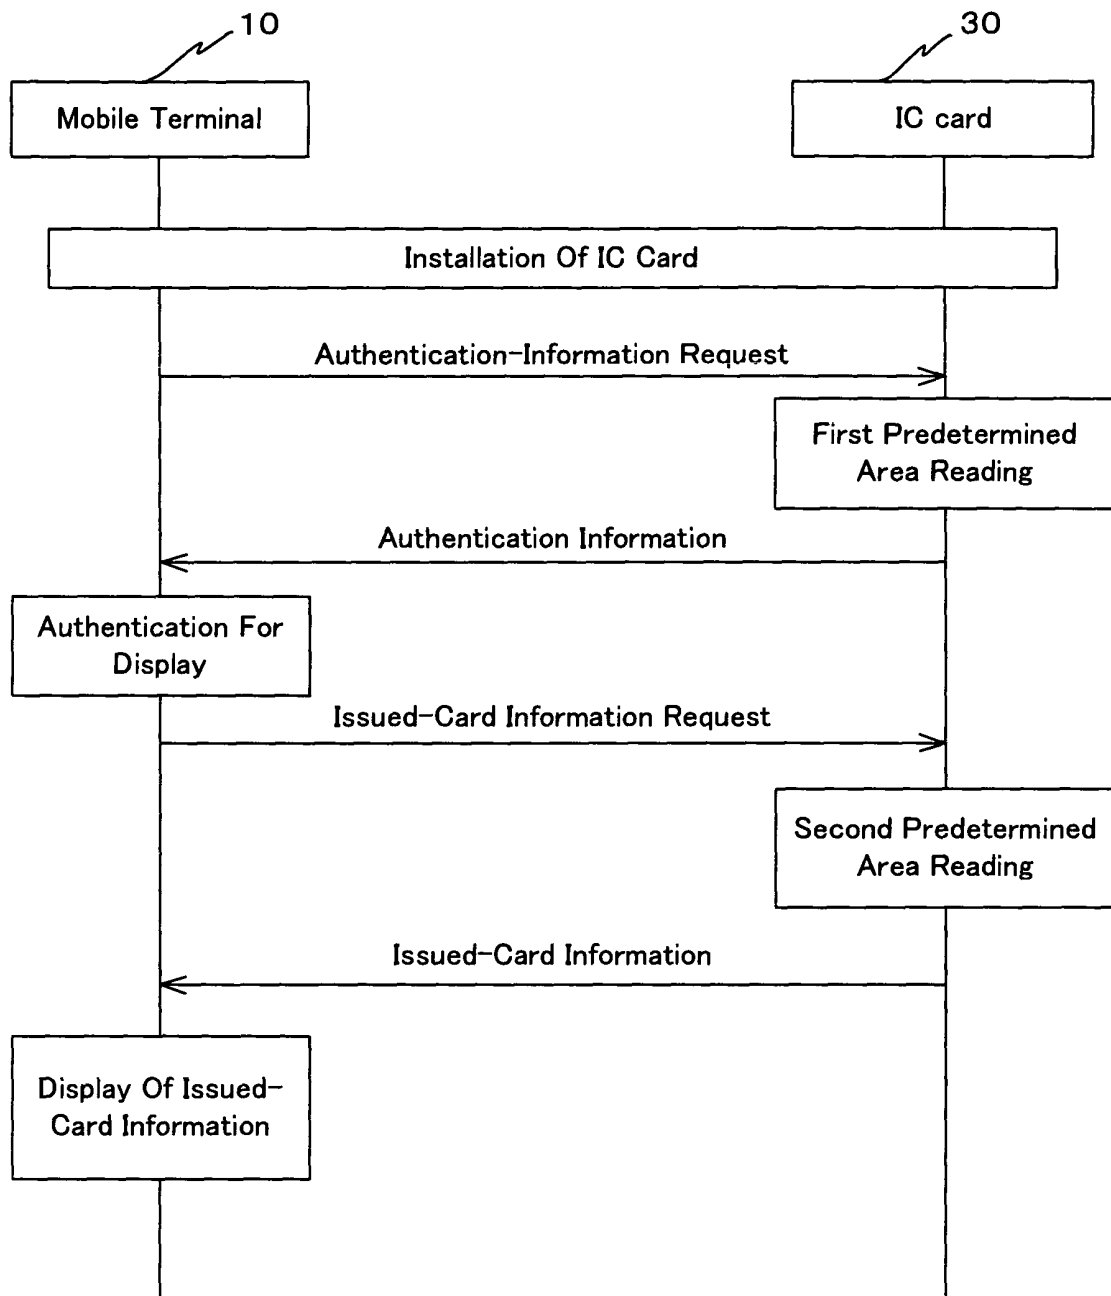 10
30
Mobile Terminal
IC card
Installation Of IC Card
Authentication-Information Request
First Predetermined
Area Reading
Authentication Information
Authentication For
Display
Issued-Card Information Request
Second Predetermined
Area Reading
Issued-Card Information
Display Of Issued-
Card Information